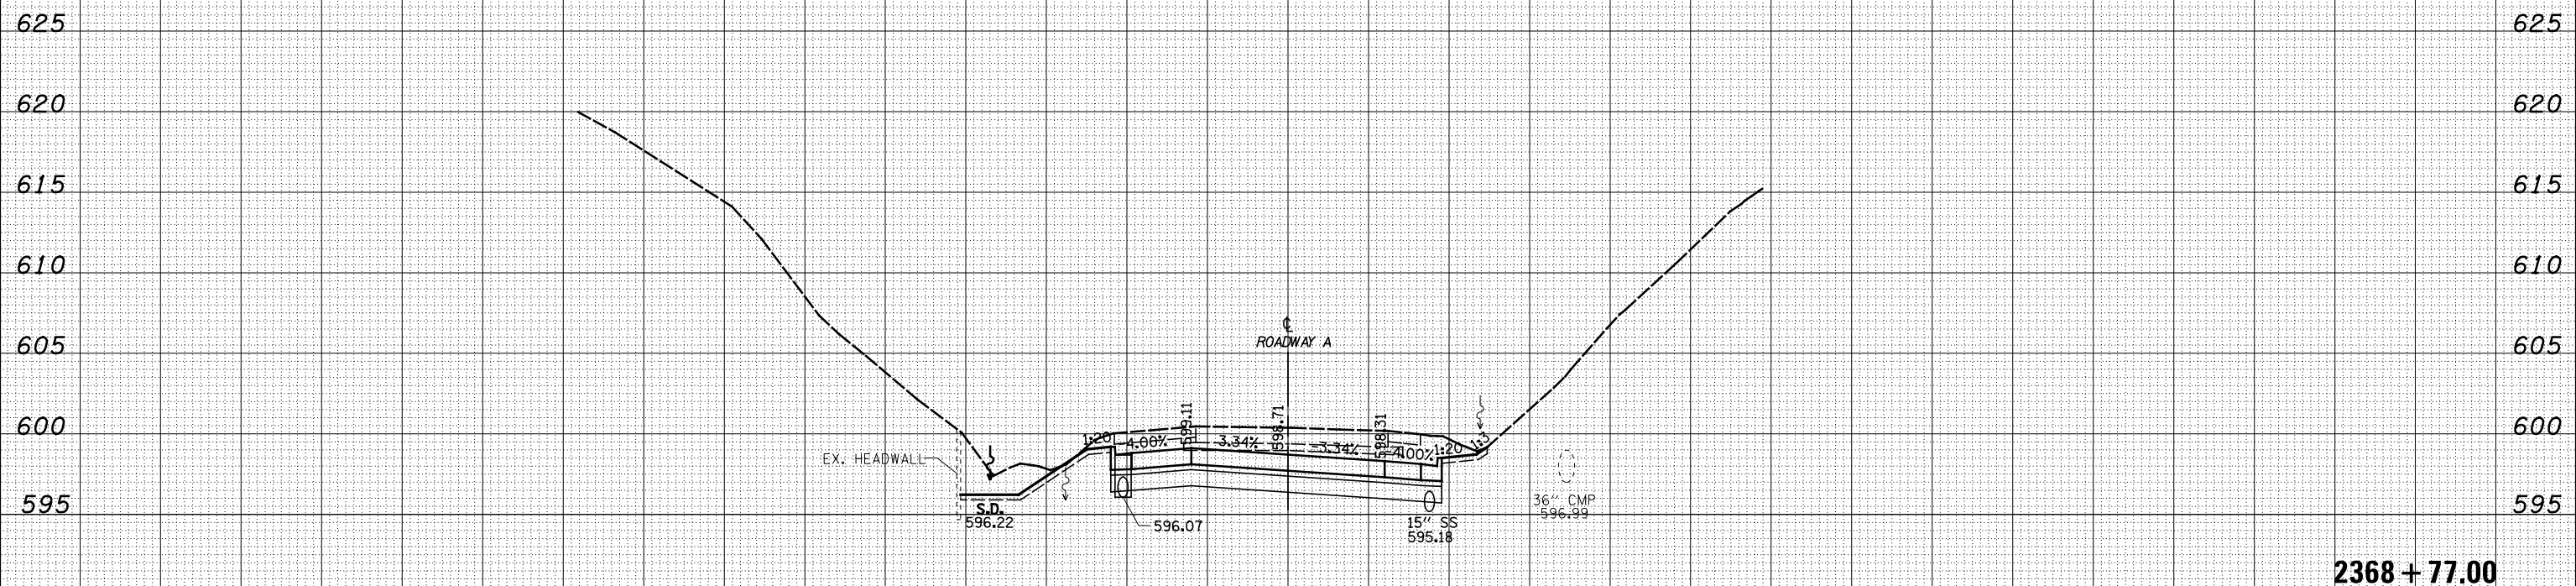 625 625
620 620
615 615
610 610
605 605
℄
ROADWAY A
600 600
599.11 598.71 598.31
1:20 -4.00% 3.34% -3.34% -4.00% 1:20 1:3
EX. HEADWALL
595 595
S.D.
596.22
596.07
15" SS
595.18
36" CMP
596.99
2368 + 77.00